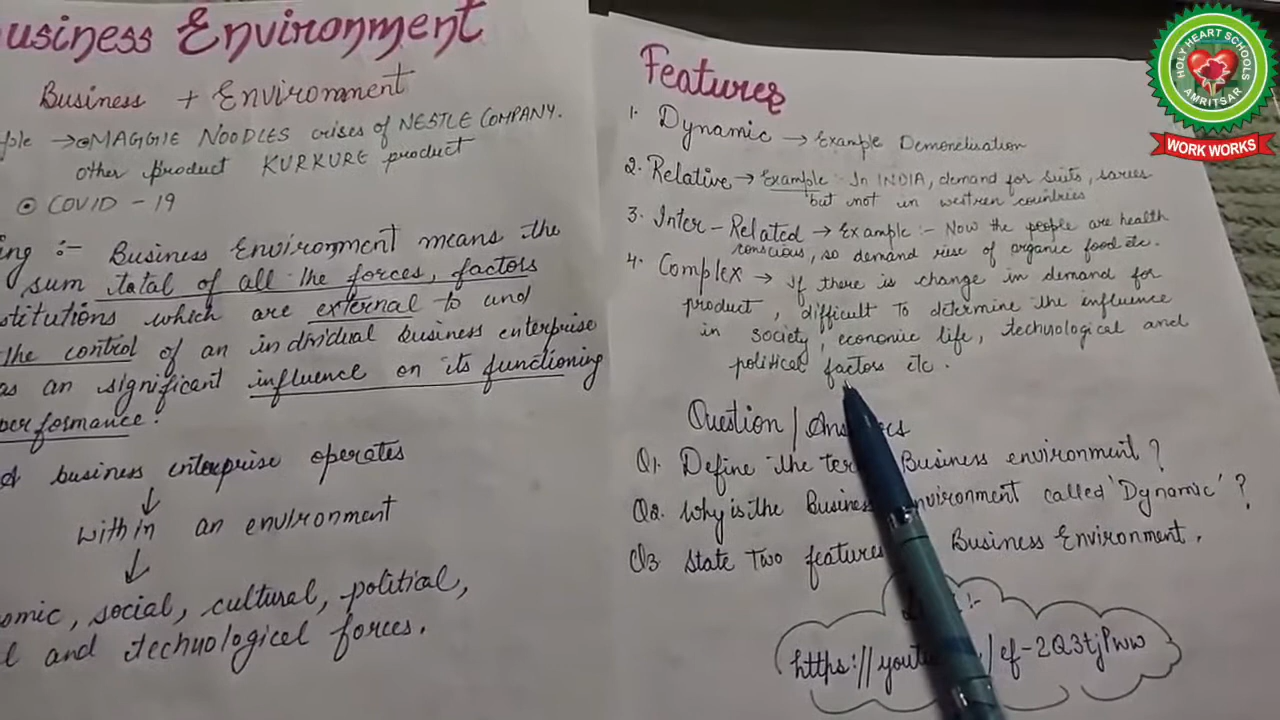 usiness Environment
Business + Environment
ple → MAGGIE NOODLES crises of NESTLE COMPANY.
other product KURKURE product
COVID - 19
ing :- Business Environment means the
sum total of all the forces, factors
stitutions which are external to and
the control of an individual business enterprise
as an significant influence on its functioning
performance.
A business enterprise operates
↓
within an environment
↓
omic, social, cultural, political,
l and technological forces.
Features
1. Dynamic → Example Demonetisation
2. Relative → Example In INDIA, demand for suits, saries
but not in westren countries
3. Inter-Related → Example :- Now the people are health
conscious, so demand rise of organic food etc.
4. Complex → If there is change in demand for
product, difficult to determine the influence
in society, economic life, technological and
political factors etc.
Question /
Q1 Define the Business environment?
Q2. Why is the Business nvironment called 'Dynamic'?
Q3 State Two features Business Environment.
https://yout /ef-2Q3tjPww
HOLY HEART SCHOOLS
AMRITSAR
WORK WORKS